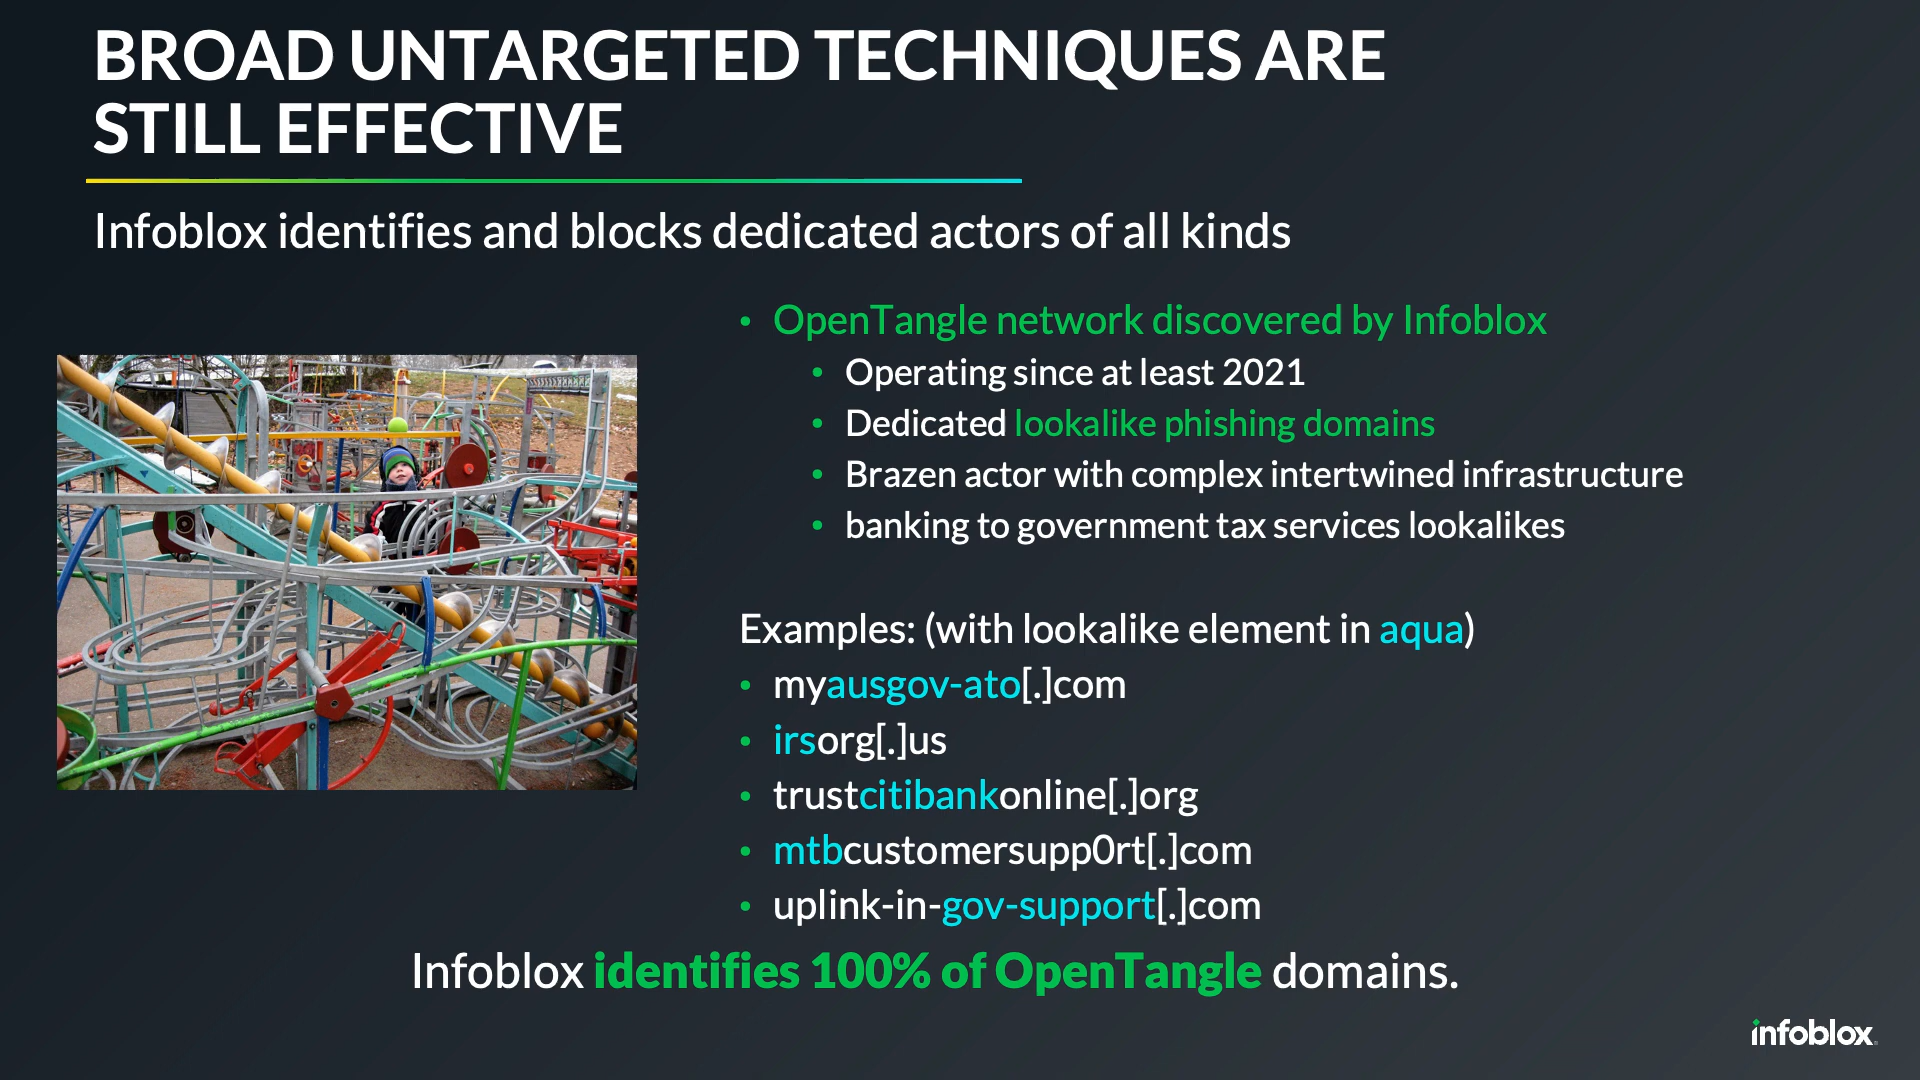 BROAD UNTARGETED TECHNIQUES ARE
STILL EFFECTIVE
Infoblox identifies and blocks dedicated actors of all kinds
• OpenTangle network discovered by Infoblox
• Operating since at least 2021
• Dedicated lookalike phishing domains
• Brazen actor with complex intertwined infrastructure
• banking to government tax services lookalikes
Examples: (with lookalike element in aqua)
• myausgov-ato[.]com
• irsorg[.]us
• trustcitibankonline[.]org
• mtbcustomersupp0rt[.]com
• uplink-in-gov-support[.]com
Infoblox identifies 100% of OpenTangle domains.
infoblox.